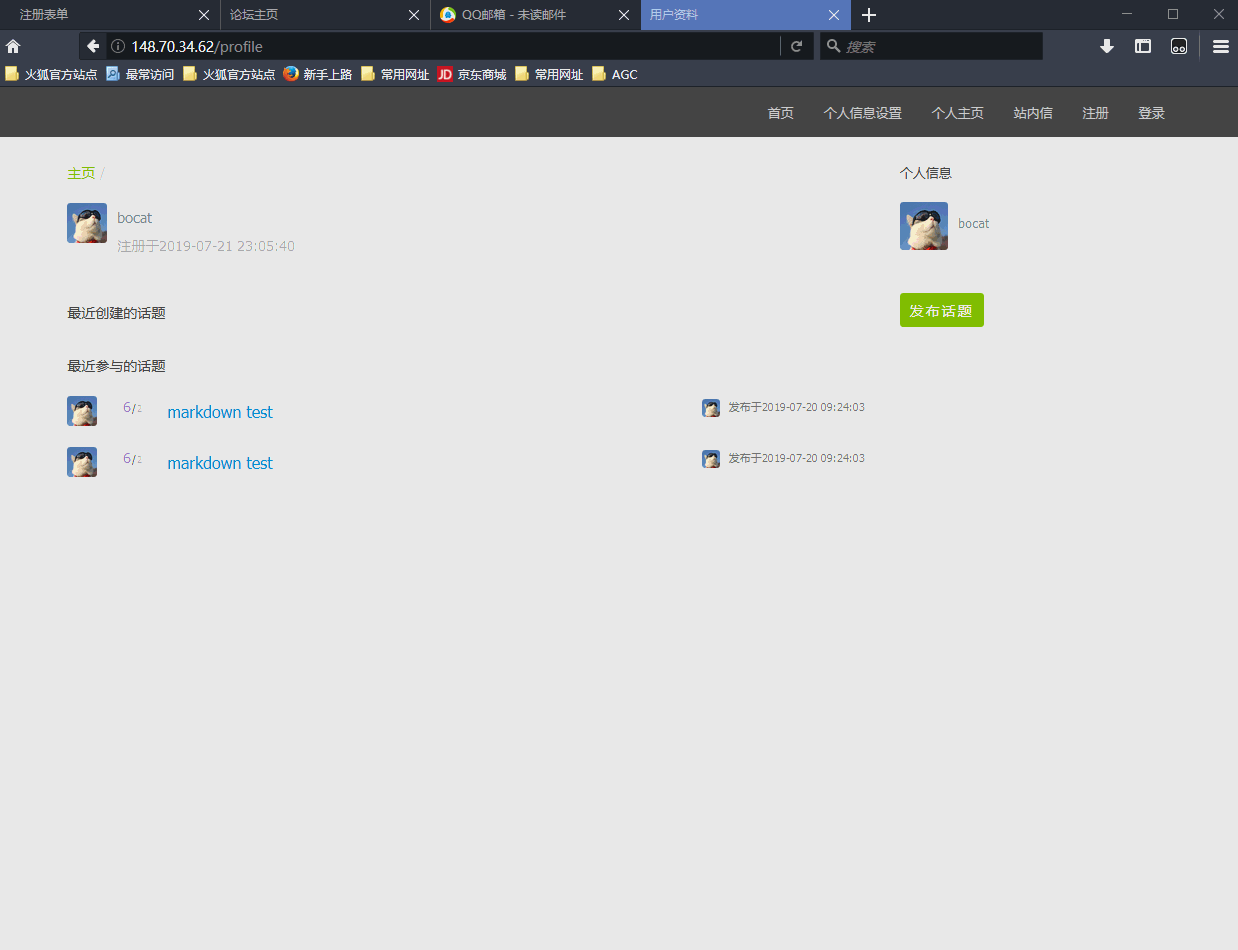 注册表单
论坛主页
QQ邮箱 - 未读邮件
用户资料
148.70.34.62/profile
搜索
火狐官方站点 最常访问 火狐官方站点 新手上路 常用网址 JD 京东商城 常用网址 AGC
首页 个人信息设置 个人主页 站内信 注册 登录
主页 /
bocat
注册于2019-07-21 23:05:40
最近创建的话题
最近参与的话题
6/ markdown test 发布于2019-07-20 09:24:03
6/ markdown test 发布于2019-07-20 09:24:03
个人信息
bocat
发布话题